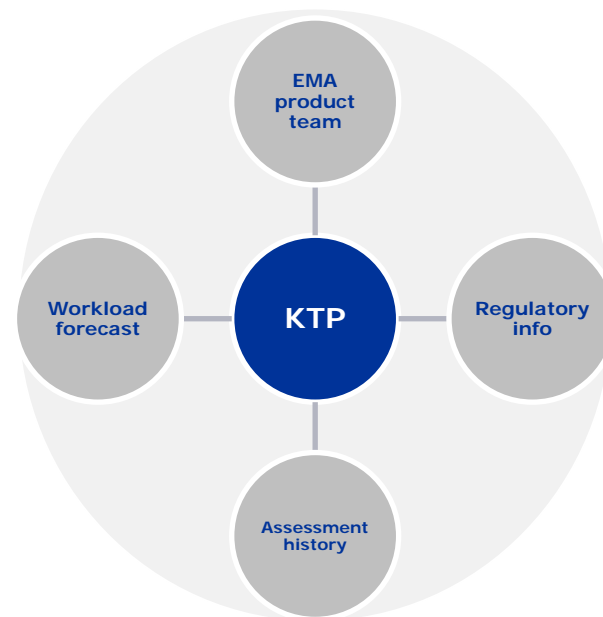 EMA
product
team
Workload
forecast
KTP
Regulatory
info
Assessment
history